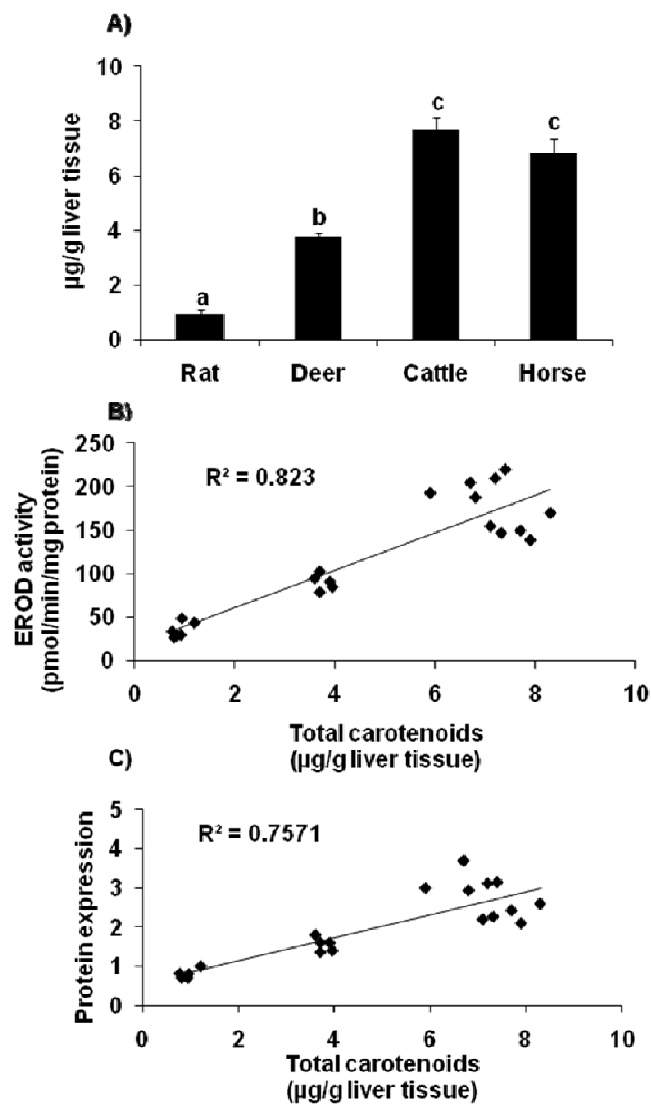 A)
µg/g liver tissue
10
8
6
4
2
0
a
b
c
c
Rat Deer Cattle Horse
B)
EROD activity
(pmol/min/mg protein)
250
200
150
100
50
0
R² = 0.823
0 2 4 6 8 10
Total carotenoids
(µg/g liver tissue)
C)
Protein expression
5
4
3
2
1
0
R² = 0.7571
0 2 4 6 8 10
Total carotenoids
(µg/g liver tissue)